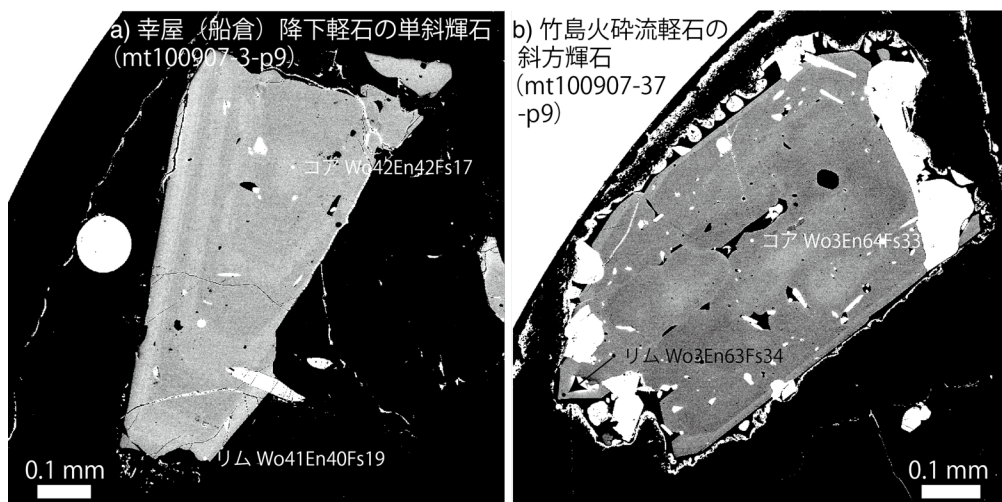 a) 幸屋（船倉）降下軽石の単斜輝石
(mt100907-3-p9）
コア Wo42En42Fs17
リム Wo41En40Fs19
0.1 mm
b) 竹島火砕流軽石の
斜方輝石
（mt100907-37
-p9）
コア Wo3En64Fs33
リム Wo3En63Fs34
0.1 mm